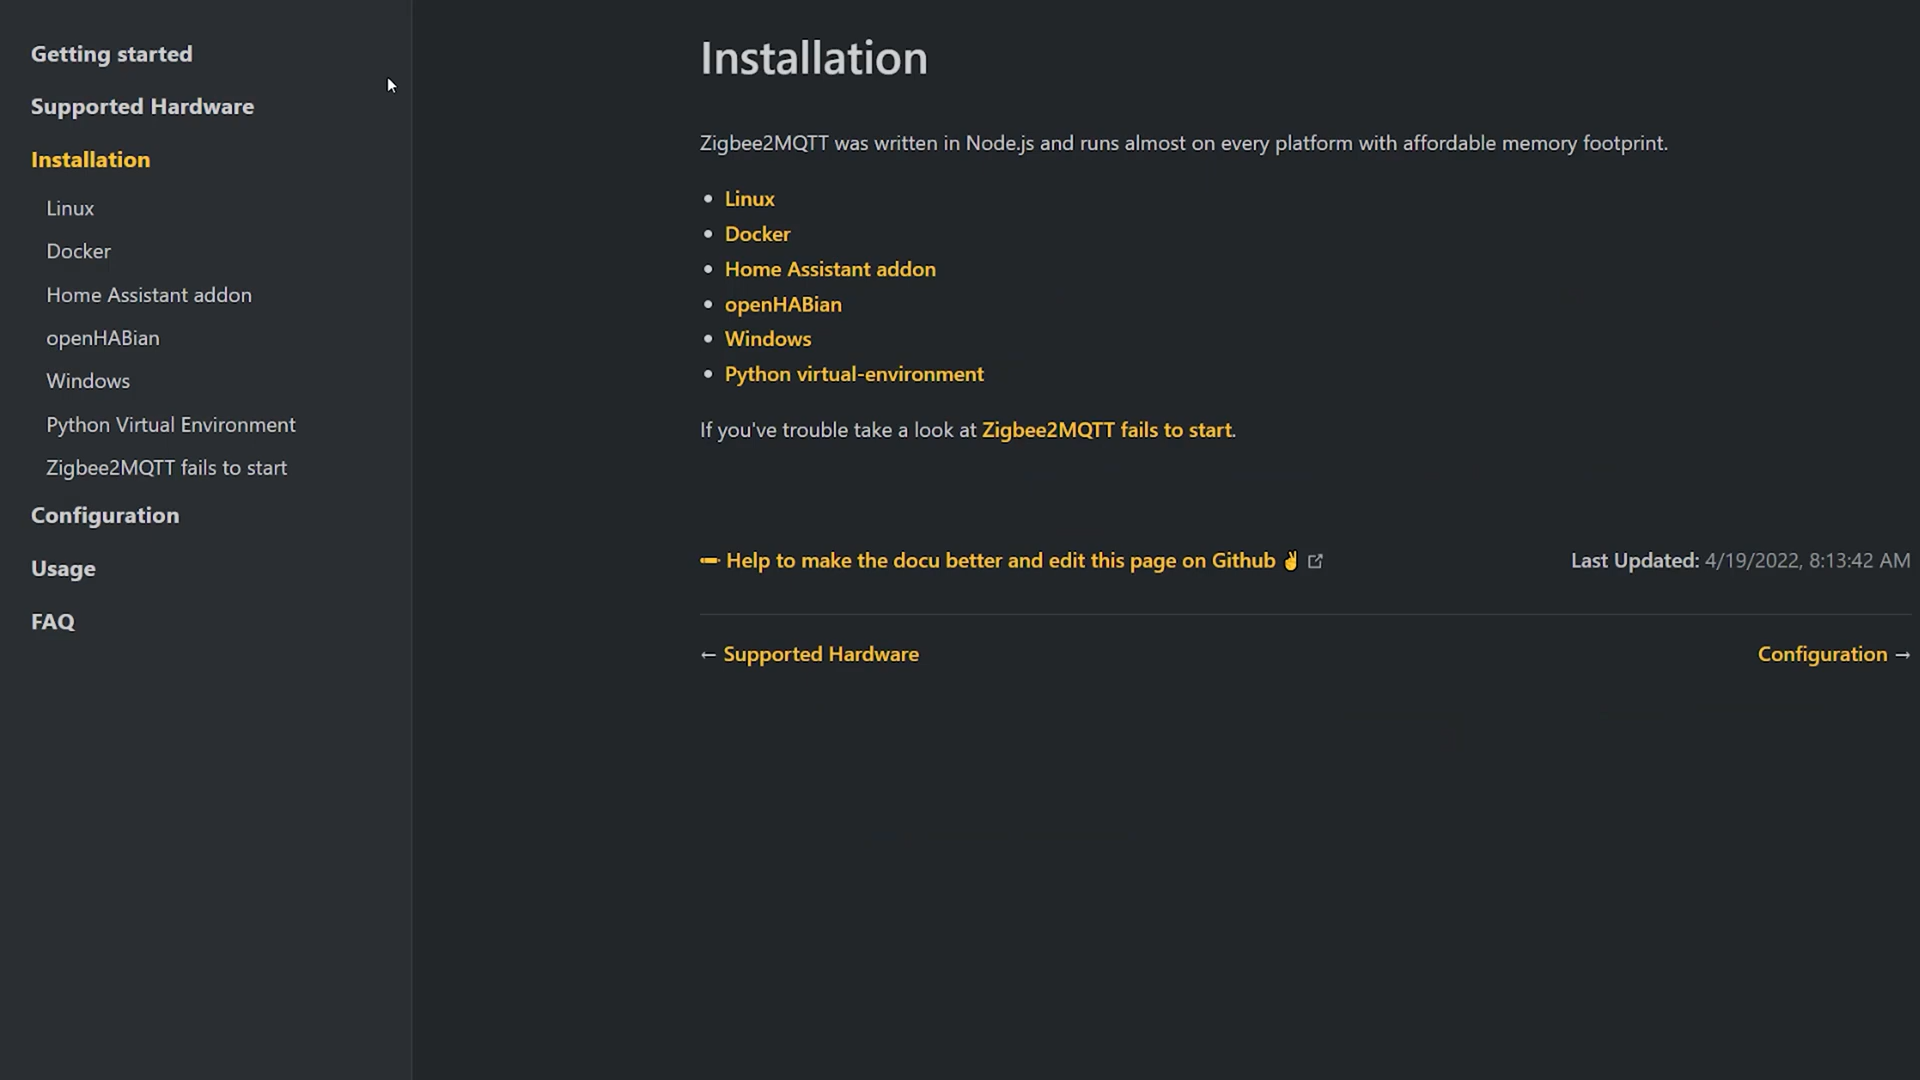 Getting started
Supported Hardware
Installation
Linux
Docker
Home Assistant addon
openHABian
Windows
Python Virtual Environment
Zigbee2MQTT fails to start
Configuration
Usage
FAQ
Installation
Zigbee2MQTT was written in Node.js and runs almost on every platform with affordable memory footprint.
Linux
Docker
Home Assistant addon
openHABian
Windows
Python virtual-environment
If you've trouble take a look at Zigbee2MQTT fails to start.
Help to make the docu better and edit this page on Github ✌
Last Updated: 4/19/2022, 8:13:42 AM
← Supported Hardware
Configuration →